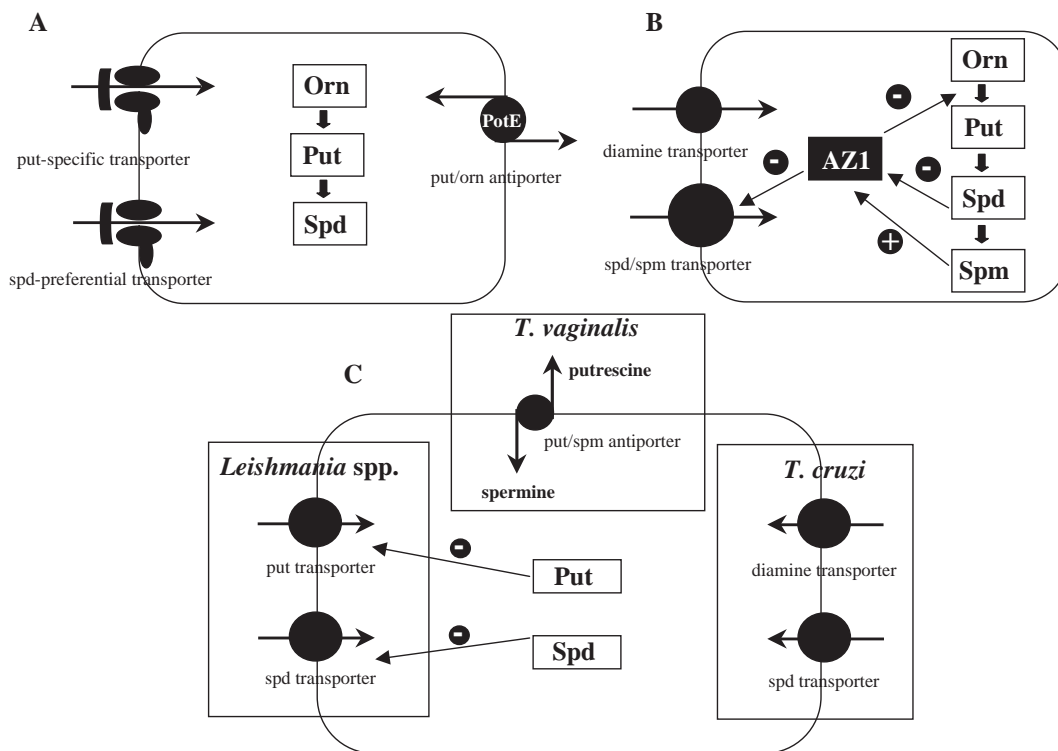 A
put-specific transporter
spd-preferential transporter
Orn
Put
Spd
PotE
put/orn antiporter
B
diamine transporter
spd/spm transporter
AZ1
-
-
-
+
Orn
Put
Spd
Spm
C
T. vaginalis
putrescine
put/spm antiporter
spermine
Leishmania spp.
put transporter
spd transporter
-
-
Put
Spd
T. cruzi
diamine transporter
spd transporter